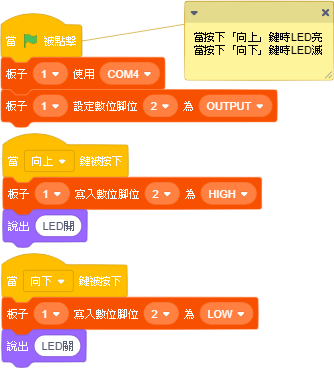 當 被點擊
當按下「向上」鍵時LED亮
當按下「向下」鍵時LED滅
板子 1 使用 COM4
板子 1 設定數位腳位 2 為 OUTPUT
當 向上 鍵被按下
板子 1 寫入數位腳位 2 為 HIGH
說出 LED開
當 向下 鍵被按下
板子 1 寫入數位腳位 2 為 LOW
說出 LED關